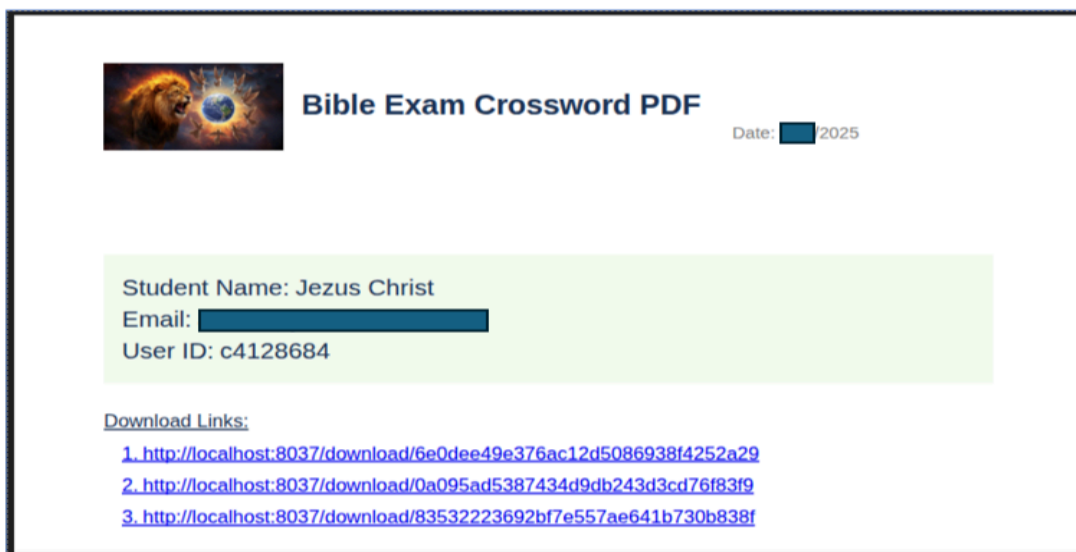 Bible Exam Crossword PDF
Date: /2025
Student Name: Jezus Christ
Email:
User ID: c4128684
Download Links:
1. http://localhost:8037/download/6e0dee49e376ac12d5086938f4252a29
2. http://localhost:8037/download/0a095ad5387434d9db243d3cd76f83f9
3. http://localhost:8037/download/83532223692bf7e557ae641b730b838f